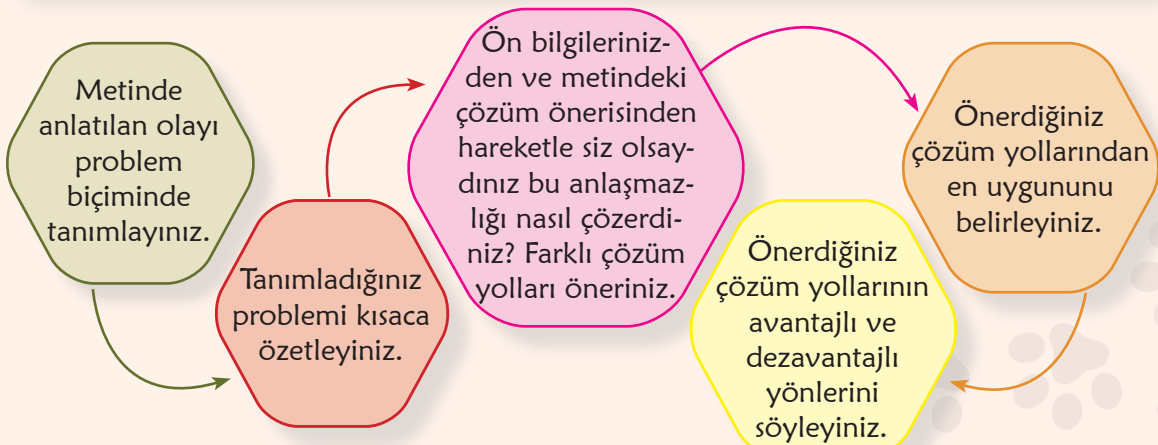 Metinde
anlatılan olayı
problem
biçiminde
tanımlayınız.
Tanımladığınız
problemi kısaca
özetleyiniz.
Ön bilgileriniz-
den ve metindeki
çözüm önerisinden
hareketle siz olsay-
dınız bu anlaşmaz-
lığı nasıl çözerdi-
niz? Farklı çözüm
yolları öneriniz.
Önerdiğiniz
çözüm yollarından
en uygununu
belirleyiniz.
Önerdiğiniz
çözüm yollarının
avantajlı ve
dezavantajlı
yönlerini
söyleyiniz.